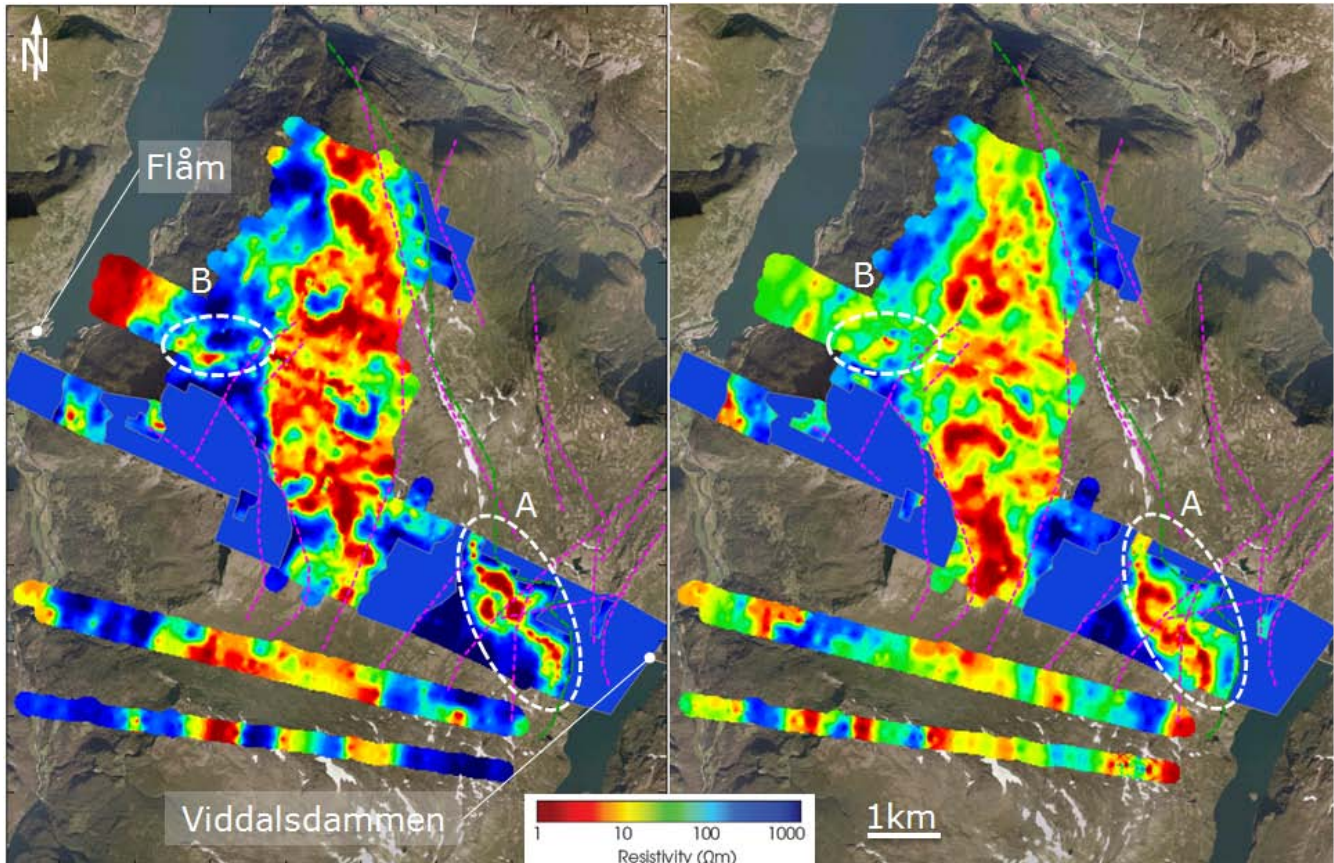 N
Flåm
B
B
A
A
Viddalsdammen
1km
1 10 100 1000
Resistivity (Ωm)